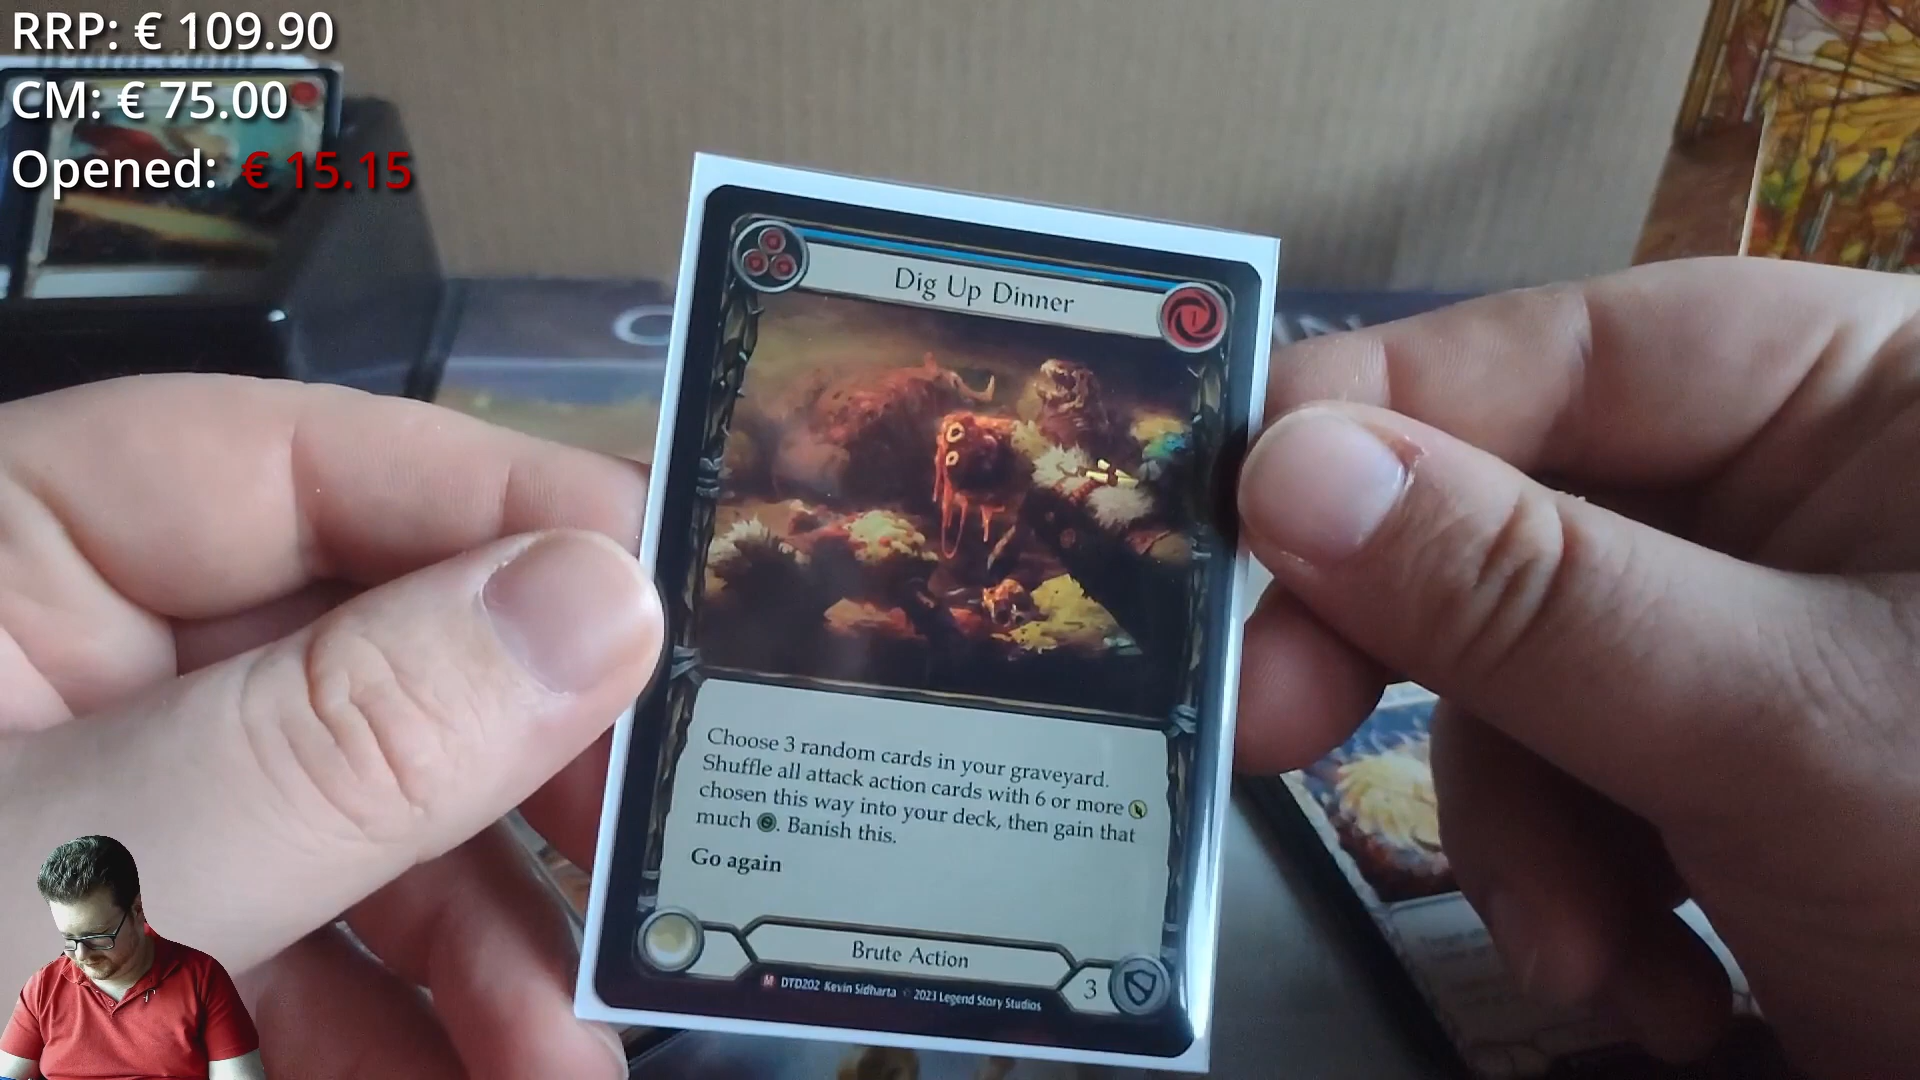 RRP: € 109.90
CM: € 75.00
Opened: € 15.15
Dig Up Dinner
1
Choose 3 random cards in your graveyard.
Shuffle all attack action cards with 6 or more
chosen this way into your deck, then gain that
much . Banish this.
Go again
Brute Action
3
M DTD202 Kevin Sidharta © 2023 Legend Story Studios